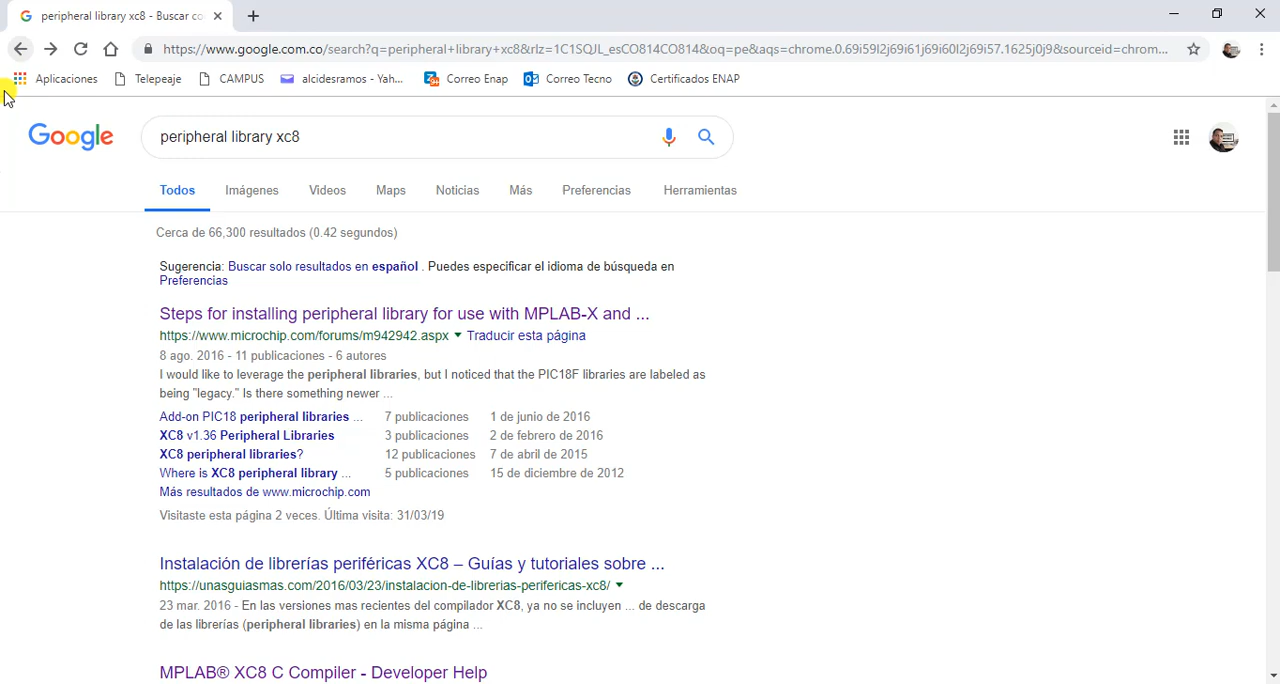 peripheral library xc8 - Buscar co
https://www.google.com.co/search?q=peripheral+library+xc8&rlz=1C1SQJL_esCO814CO814&oq=pe&aqs=chrome.0.69i59l2j69i61j69i60l2j69i57.1625j0j9&sourceid=chrom...
Aplicaciones Telepeaje CAMPUS alcidesramos - Yah... Correo Enap Correo Tecno Certificados ENAP
Google peripheral library xc8
Todos Imágenes Videos Maps Noticias Más Preferencias Herramientas
Cerca de 66,300 resultados (0.42 segundos)
Sugerencia: Buscar solo resultados en español . Puedes especificar el idioma de búsqueda en
Preferencias
Steps for installing peripheral library for use with MPLAB-X and ...
https://www.microchip.com/forums/m942942.aspx Traducir esta página
8 ago. 2016 - 11 publicaciones - 6 autores
I would like to leverage the peripheral libraries, but I noticed that the PIC18F libraries are labeled as
being "legacy." Is there something newer ...
Add-on PIC18 peripheral libraries ... 7 publicaciones 1 de junio de 2016
XC8 v1.36 Peripheral Libraries 3 publicaciones 2 de febrero de 2016
XC8 peripheral libraries? 12 publicaciones 7 de abril de 2015
Where is XC8 peripheral library ... 5 publicaciones 15 de diciembre de 2012
Más resultados de www.microchip.com
Visitaste esta página 2 veces. Última visita: 31/03/19
Instalación de librerías periféricas XC8 – Guías y tutoriales sobre ...
https://unasguiasmas.com/2016/03/23/instalacion-de-librerias-perifericas-xc8/
23 mar. 2016 - En las versiones mas recientes del compilador XC8, ya no se incluyen ... de descarga
de las librerías (peripheral libraries) en la misma página ...
MPLAB® XC8 C Compiler - Developer Help